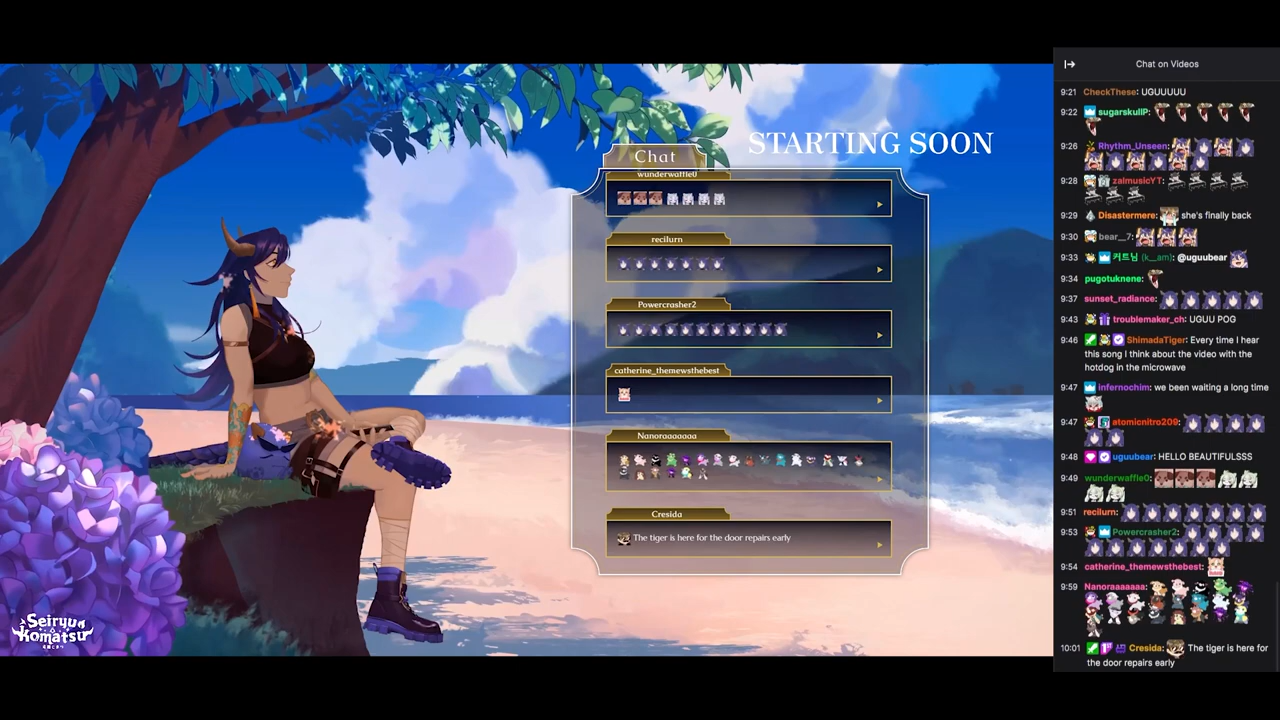 STARTING SOON
Chat
wunderwaffle0
recilurn
Powercrasher2
catherine_themewsthebest
Nanoraaaaaaa
Cresida
The tiger is here for the door repairs early
Seiryu
Komatsu
Chat on Videos
9:21 CheckThese: UGUUUUU
9:22 sugarskullP:
9:26 Rhythm_Unseen:
9:28 zalmusicYT:
9:29 Disastermere: she's finally back
9:30 bear__7:
9:33 커트님 (k__am): @uguubear
9:34 pugotuknene:
9:37 sunset_radiance:
9:43 troublemaker_ch: UGUU POG
9:46 ShimadaTiger: Every time I hear
this song I think about the video with the
hotdog in the microwave
9:47 infernochim: we been waiting a long time
9:47 atomicnitro209:
9:48 uguubear: HELLO BEAUTIFULSSS
9:49 wunderwaffle0:
9:51 recilurn:
9:53 Powercrasher2:
9:54 catherine_themewsthebest:
9:59 Nanoraaaaaaa:
10:01 Cresida: The tiger is here for
the door repairs early